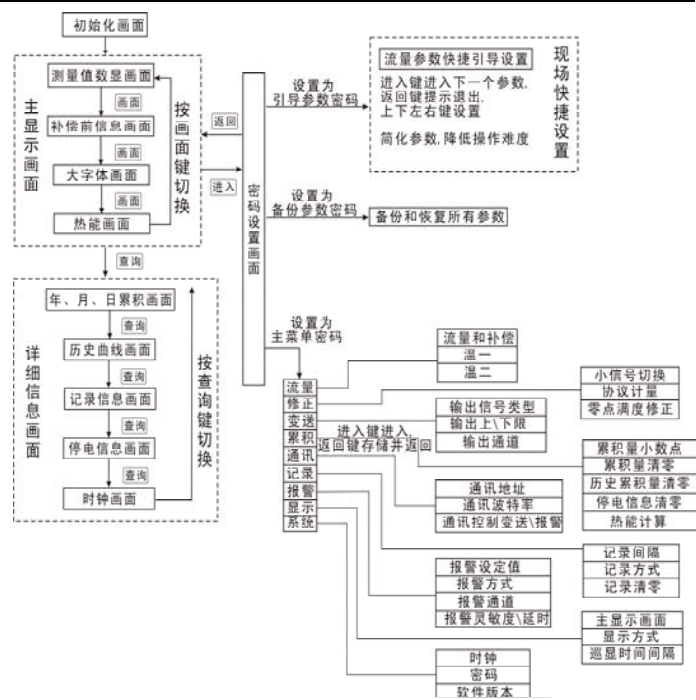 初始化画面
主显示画面
测量值数显画面
画面
补偿前信息画面
画面
大字体画面
画面
热能画面
按画面键切换
查询
详细信息画面
年、月、日累积画面
查询
历史曲线画面
查询
记录信息画面
查询
停电信息画面
查询
时钟画面
按查询键切换
返回
进入
密码设置画面
设置为
引导参数密码
流量参数快捷引导设置
进入键进入下一个参数,
返回键提示退出,
上下左右键设置
简化参数,降低操作难度
现场快捷设置
设置为
备份参数密码
备份和恢复所有参数
设置为
主菜单密码
流量
修正
变送
累积
通讯
记录
报警
显示
系统
进入键进入,
返回键存储并返回
流量和补偿
温一
温二
小信号切换
协议计量
零点满度修正
输出信号类型
输出上\下限
输出通道
累积量小数点
累积量清零
历史累积量清零
停电信息清零
热能计算
通讯地址
通讯波特率
通讯控制变送\报警
记录间隔
记录方式
记录清零
报警设定值
报警方式
报警通道
报警灵敏度\延时
主显示画面
显示方式
巡显时间间隔
时钟
密码
软件版本